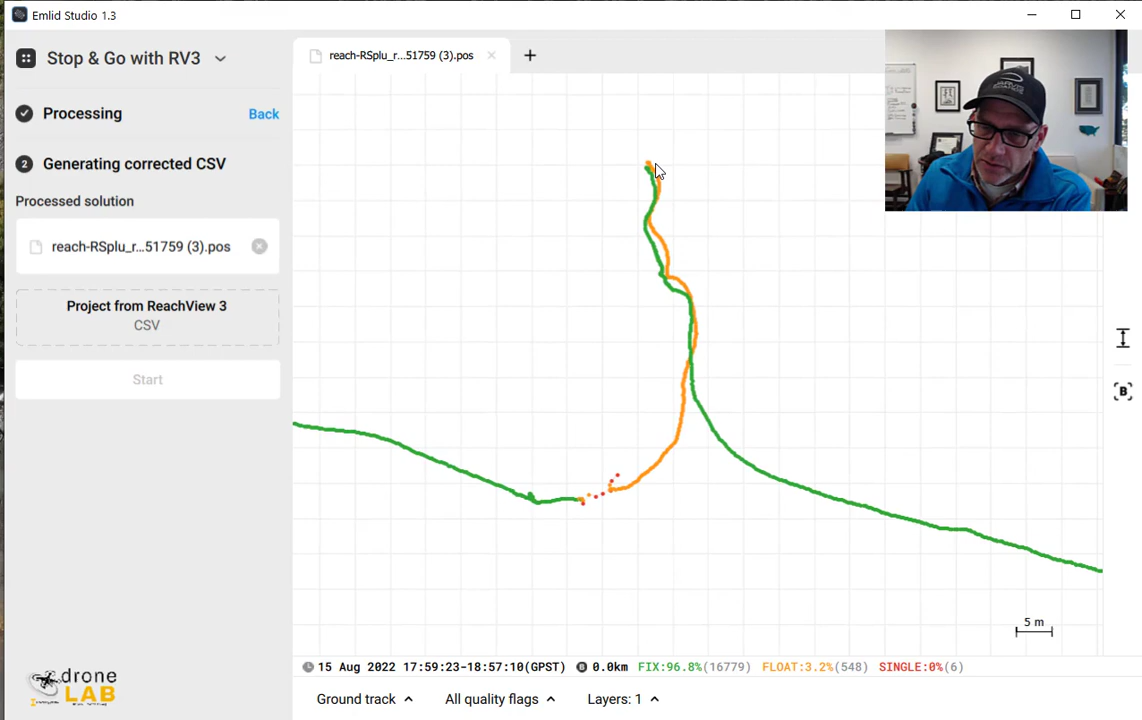 Emlid Studio 1.3
Stop & Go with RV3
reach-RSplu_r...51759 (3).pos
Processing
Back
2 Generating corrected CSV
Processed solution
reach-RSplu_r...51759 (3).pos
Project from ReachView 3
CSV
Start
B
5 m
15 Aug 2022 17:59:23-18:57:10(GPST) B 0.0km FIX:96.8%(16779) FLOAT:3.2%(548) SINGLE:0%(6)
Ground track
All quality flags
Layers: 1
drone
LAB